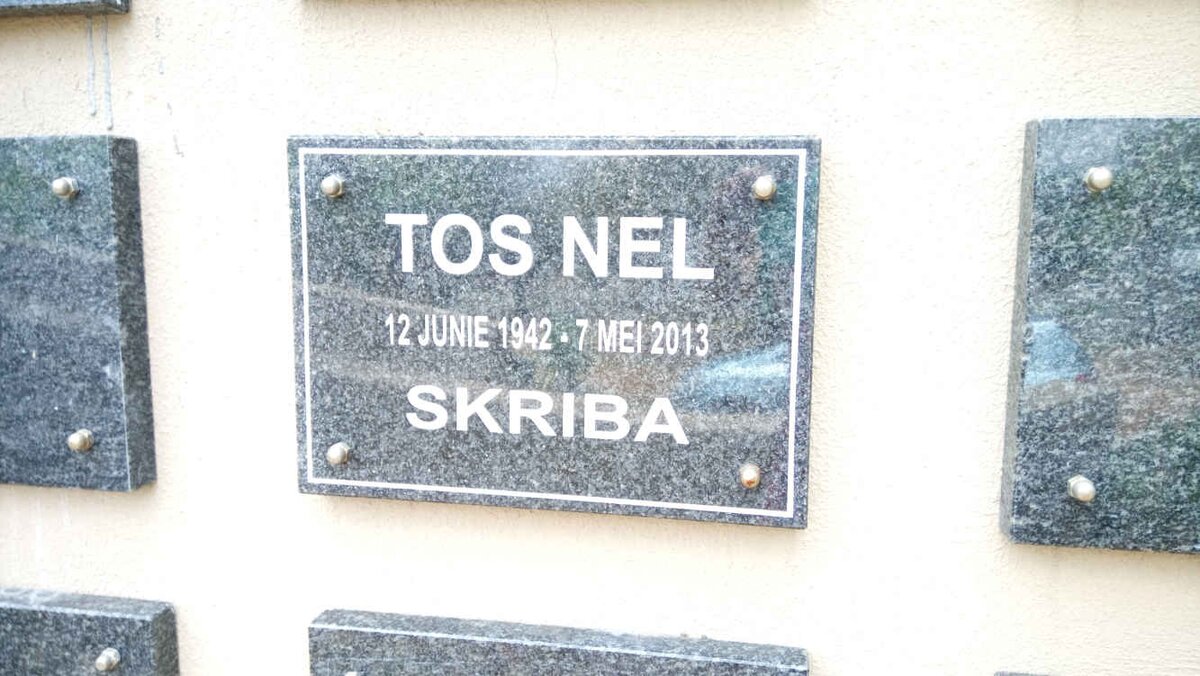 TOS NEL
12 JUNIE 1942 - 7 MEI 2013
SKRIBA